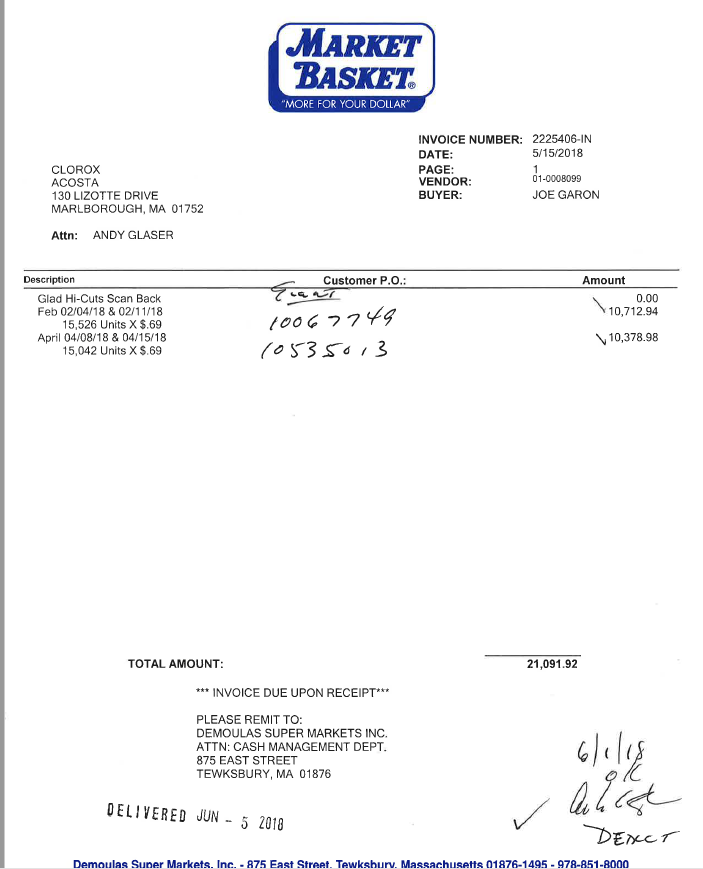 MARKET
BASKET®
"MORE FOR YOUR DOLLAR"
INVOICE NUMBER: 2225406-IN
DATE: 5/15/2018
PAGE: 1
VENDOR: 01-0008099
BUYER: JOE GARON
CLOROX
ACOSTA
130 LIZOTTE DRIVE
MARLBOROUGH, MA 01752
Attn: ANDY GLASER
Description Customer P.O.: Amount
Glad Hi-Cuts Scan Back Event 0.00
Feb 02/04/18 & 02/11/18 10067749 10,712.94
15,526 Units X $.69
April 04/08/18 & 04/15/18 10535013 10,378.98
15,042 Units X $.69
TOTAL AMOUNT: 21,091.92
*** INVOICE DUE UPON RECEIPT***
PLEASE REMIT TO:
DEMOULAS SUPER MARKETS INC.
ATTN: CASH MANAGEMENT DEPT.
875 EAST STREET
TEWKSBURY, MA 01876
6/1/18
OK
DELIVERED JUN - 5 2018
Demoulas Super Markets, Inc. - 875 East Street, Tewksbury, Massachusetts 01876-1495 - 978-851-8000